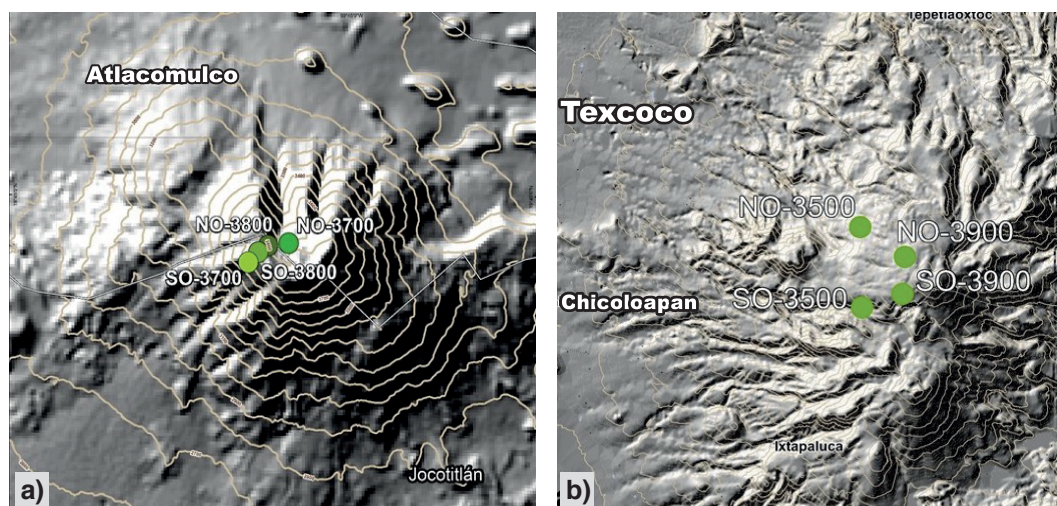 Atlacomulco
NO-3800
NO-3700
SO-3700
SO-3800
Jocotitlán
a)
Tepetlaoxtoc
Texcoco
NO-3500
NO-3900
SO-3900
Chicoloapan
SO-3500
Ixtapaluca
b)